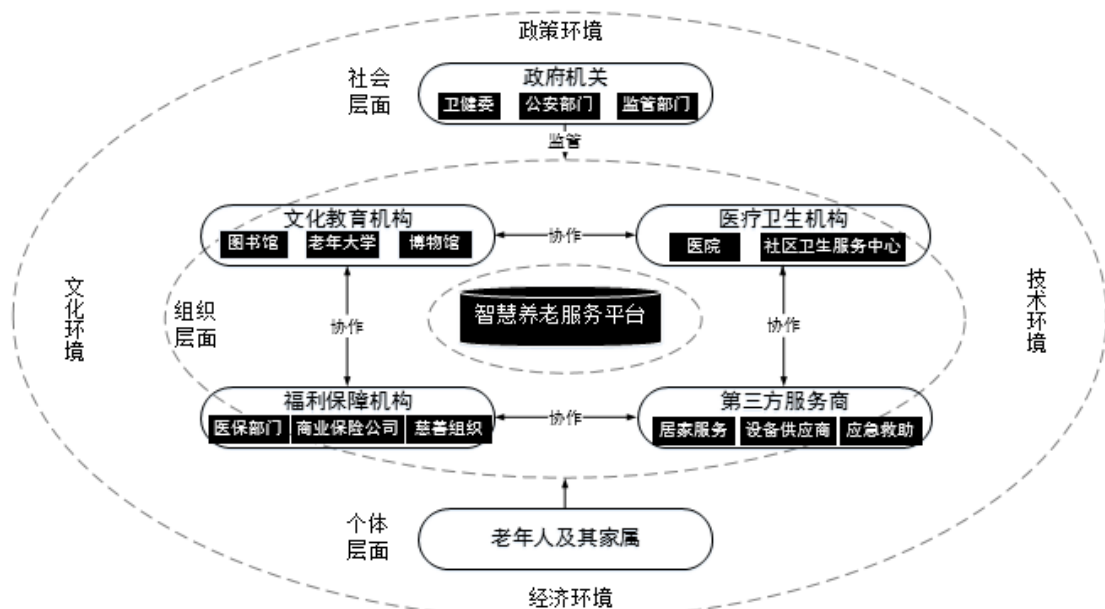 政策环境
社会
层面
政府机关
卫健委 公安部门 监管部门
监管
文化教育机构
图书馆 老年大学 博物馆
协作
医疗卫生机构
医院 社区卫生服务中心
文化环境
组织
层面
协作
智慧养老服务平台
协作
技术环境
福利保障机构
医保部门 商业保险公司 慈善组织
协作
第三方服务商
居家服务 设备供应商 应急救助
个体
层面
老年人及其家属
经济环境